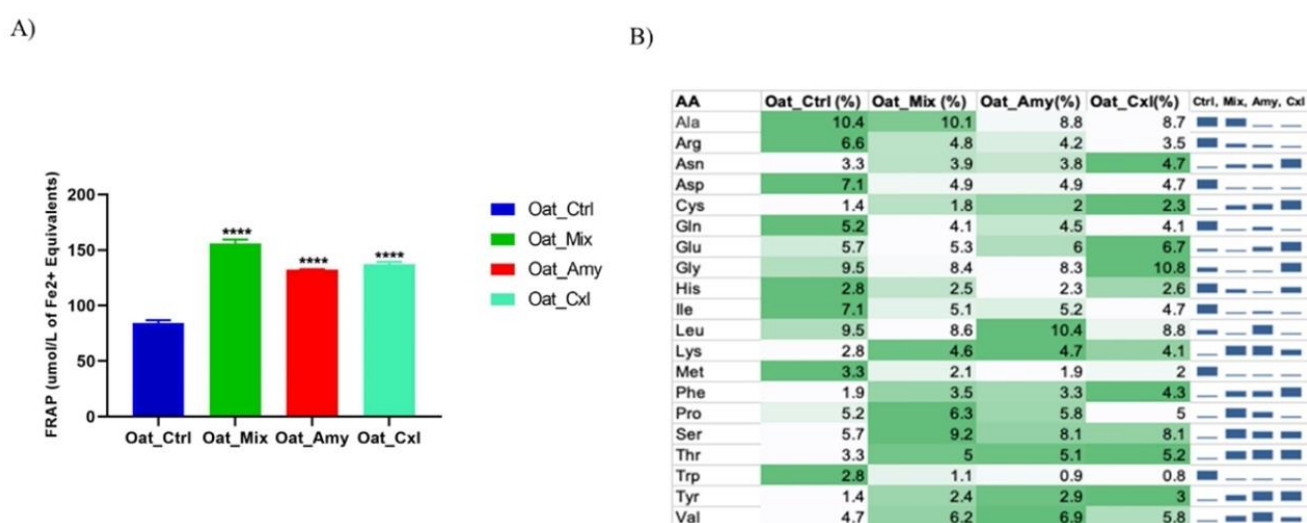 A)
B)
FRAP (umol/L of Fe2+ Equivalents)
200
150
100
50
0
****
****
****
Oat_Ctrl Oat_Mix Oat_Amy Oat_Cxl
Oat_Ctrl
Oat_Mix
Oat_Amy
Oat_Cxl
AA Oat_Ctrl (%) Oat_Mix (%) Oat_Amy(%) Oat_Cxl(%) Ctrl, Mix, Amy, Cxl
Ala 10.4 10.1 8.8 8.7
Arg 6.6 4.8 4.2 3.5
Asn 3.3 3.9 3.8 4.7
Asp 7.1 4.9 4.9 4.7
Cys 1.4 1.8 2 2.3
Gln 5.2 4.1 4.5 4.1
Glu 5.7 5.3 6 6.7
Gly 9.5 8.4 8.3 10.8
His 2.8 2.5 2.3 2.6
Ile 7.1 5.1 5.2 4.7
Leu 9.5 8.6 10.4 8.8
Lys 2.8 4.6 4.7 4.1
Met 3.3 2.1 1.9 2
Phe 1.9 3.5 3.3 4.3
Pro 5.2 6.3 5.8 5
Ser 5.7 9.2 8.1 8.1
Thr 3.3 5 5.1 5.2
Trp 2.8 1.1 0.9 0.8
Tyr 1.4 2.4 2.9 3
Val 4.7 6.2 6.9 5.8